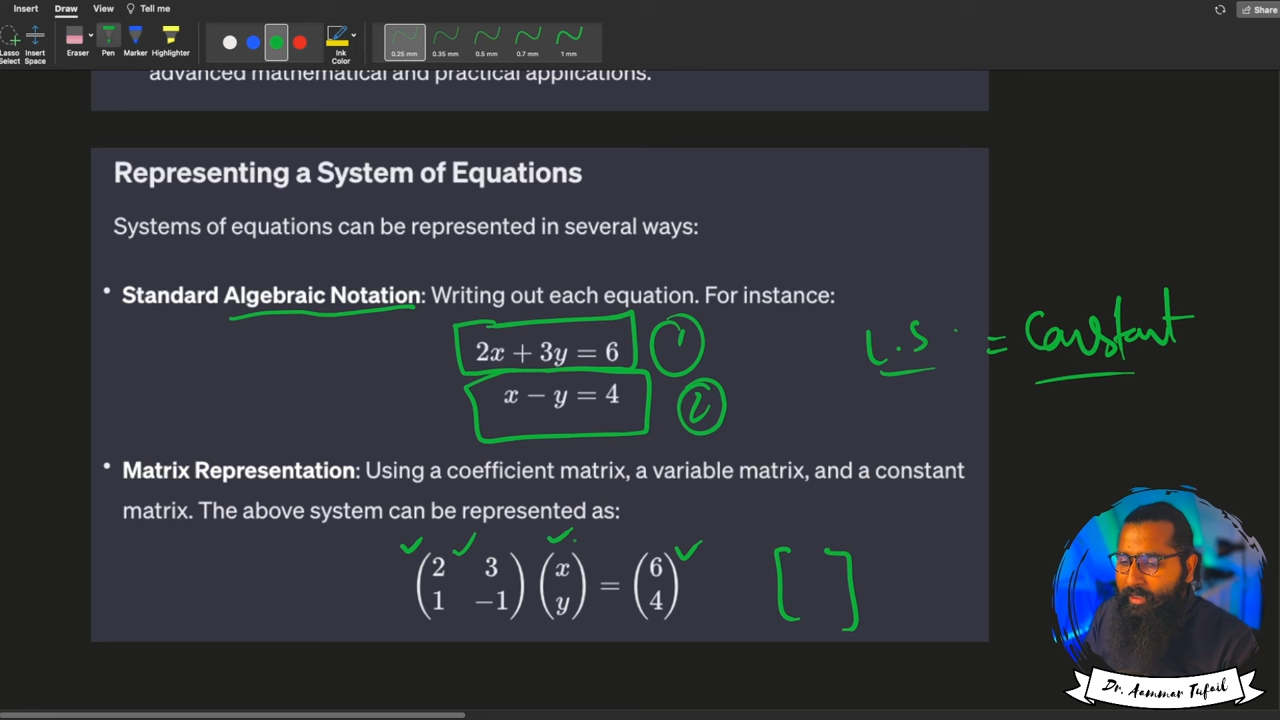 Insert Draw View Tell me
Share
Lasso Select
Insert Space
Eraser
Pen
Marker
Highlighter
Ink Color
0.25 mm
0.35 mm
0.5 mm
0.7 mm
1 mm
advanced mathematical and practical applications.
Representing a System of Equations
Systems of equations can be represented in several ways:
• Standard Algebraic Notation: Writing out each equation. For instance:
2x + 3y = 6 1
L.S = Constant
x − y = 4 2
• Matrix Representation: Using a coefficient matrix, a variable matrix, and a constant
matrix. The above system can be represented as:
(2 3) (x) = (6) [ ]
(1 −1) (y) (4)
Dr. Aammar Tufail